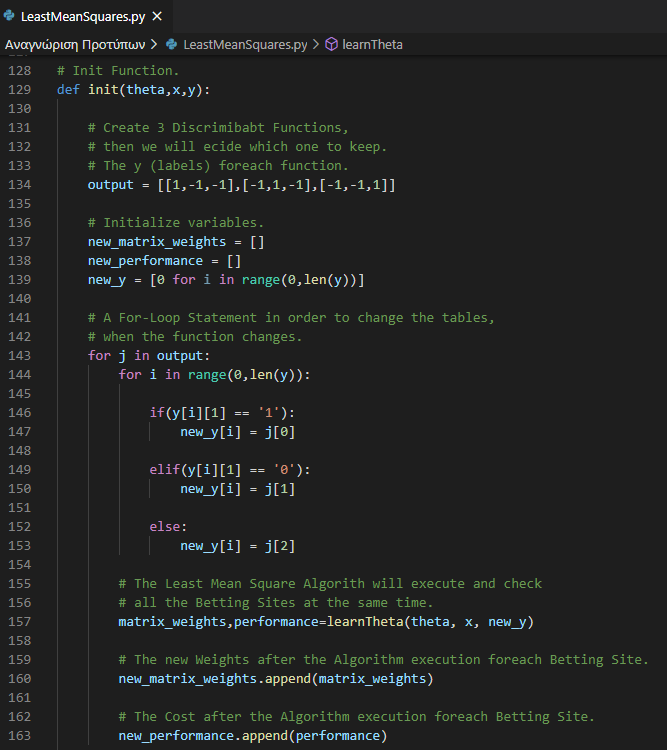 LeastMeanSquares.py
Αναγνώριση Προτύπων > LeastMeanSquares.py > learnTheta
128 # Init Function.
129 def init(theta,x,y):
130
131 # Create 3 Discrimibabt Functions,
132 # then we will ecide which one to keep.
133 # The y (labels) foreach function.
134 output = [[1,-1,-1],[-1,1,-1],[-1,-1,1]]
135
136 # Initialize variables.
137 new_matrix_weights = []
138 new_performance = []
139 new_y = [0 for i in range(0,len(y))]
140
141 # A For-Loop Statement in order to change the tables,
142 # when the function changes.
143 for j in output:
144 for i in range(0,len(y)):
145
146 if(y[i][1] == '1'):
147 new_y[i] = j[0]
148
149 elif(y[i][1] == '0'):
150 new_y[i] = j[1]
151
152 else:
153 new_y[i] = j[2]
154
155 # The Least Mean Square Algorith will execute and check
156 # all the Betting Sites at the same time.
157 matrix_weights,performance=learnTheta(theta, x, new_y)
158
159 # The new Weights after the Algorithm execution foreach Betting Site.
160 new_matrix_weights.append(matrix_weights)
161
162 # The Cost after the Algorithm execution foreach Betting Site.
163 new_performance.append(performance)